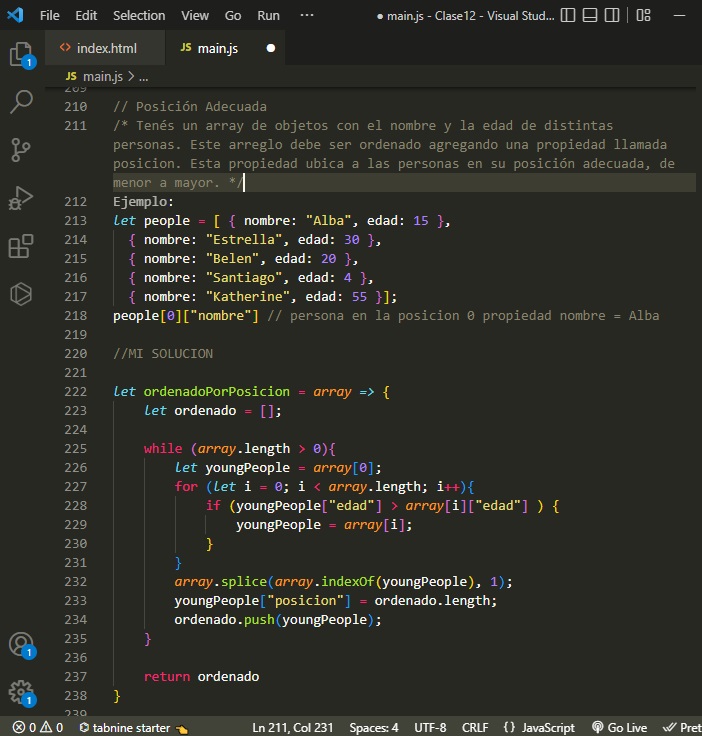 File Edit Selection View Go Run ··· ● main.js - Clase12 - Visual Stud...
<> index.html JS main.js ●
JS main.js > ...
209
210 // Posición Adecuada
211 /* Tenés un array de objetos con el nombre y la edad de distintas
personas. Este arreglo debe ser ordenado agregando una propiedad llamada
posicion. Esta propiedad ubica a las personas en su posición adecuada, de
menor a mayor. */
212 Ejemplo:
213 let people = [ { nombre: "Alba", edad: 15 },
214 { nombre: "Estrella", edad: 30 },
215 { nombre: "Belen", edad: 20 },
216 { nombre: "Santiago", edad: 4 },
217 { nombre: "Katherine", edad: 55 }];
218 people[0]["nombre"] // persona en la posicion 0 propiedad nombre = Alba
219
220 //MI SOLUCION
221
222 let ordenadoPorPosicion = array => {
223 let ordenado = [];
224
225 while (array.length > 0){
226 let youngPeople = array[0];
227 for (let i = 0; i < array.length; i++){
228 if (youngPeople["edad"] > array[i]["edad"] ) {
229 youngPeople = array[i];
230 }
231 }
232 array.splice(array.indexOf(youngPeople), 1);
233 youngPeople["posicion"] = ordenado.length;
234 ordenado.push(youngPeople);
235 }
236
237 return ordenado
238 }
239
1
1
1
0 0 tabnine starter Ln 211, Col 231 Spaces: 4 UTF-8 CRLF {} JavaScript Go Live Pret